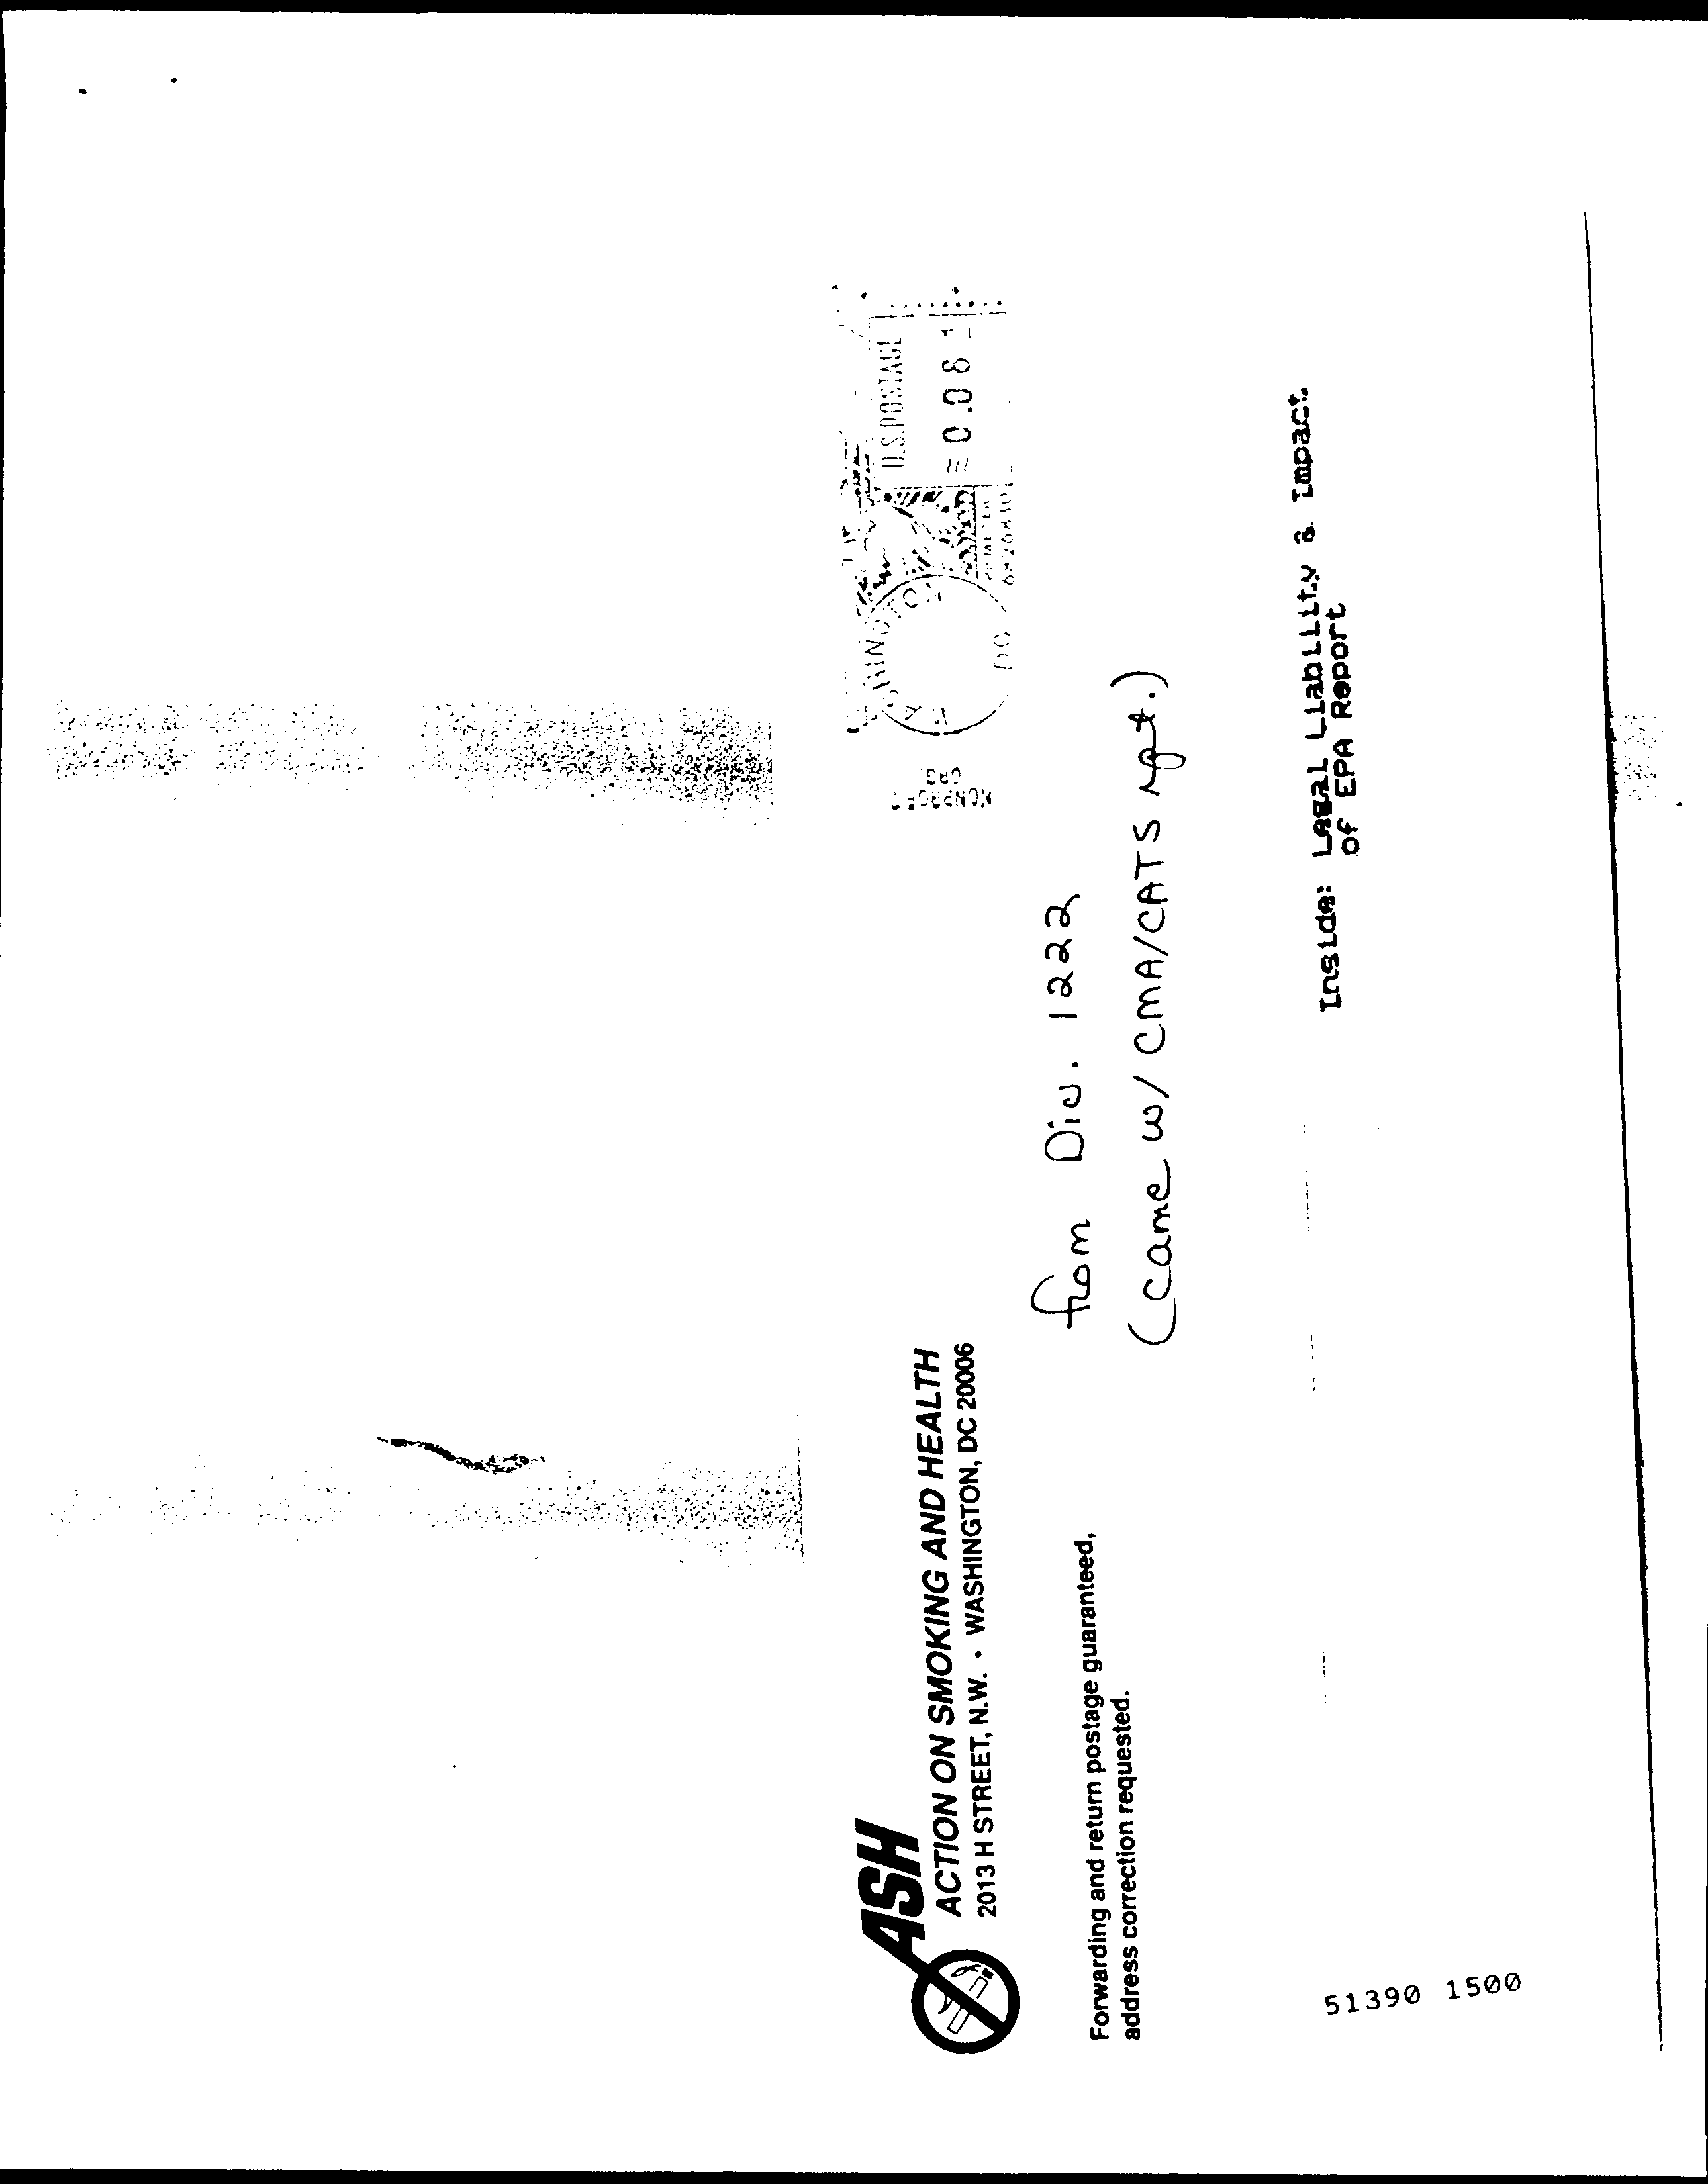 ASH
ACTION ON SMOKING AND HEALTH
2013 H STREET, N.W. • WASHINGTON, DC 20006
NONPROFIT
ORG.
WASHINGTON
DC
U.S.POSTAGE
0.08 1
METER
Forwarding and return postage guaranteed,
address correction requested.
from Div. 1222
(came w/ CMA/CATS rqst.)
Inside: Legal Liability & Impact
of EPA Report
51390 1500